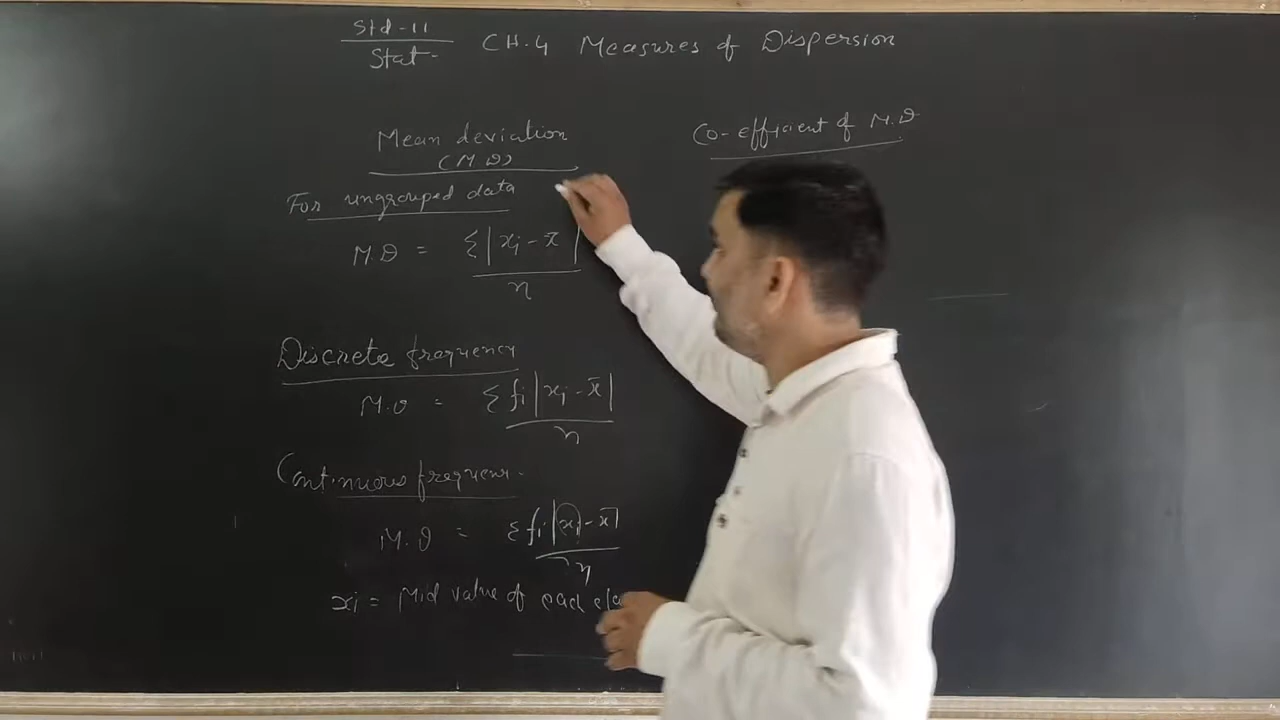 Std-11
Stat-
CH.4 Measures of Dispersion
Mean deviation
(M.D)
For ungrouped data
M.D = Σ|xi - x̄|
n
Discrete frequency
M.D = Σ fi |xi - x̄|
n
Continuous frequenc.
M.D = Σ fi |xi - x̄|
n
xi = Mid value of each cla
Co-efficient of M.D